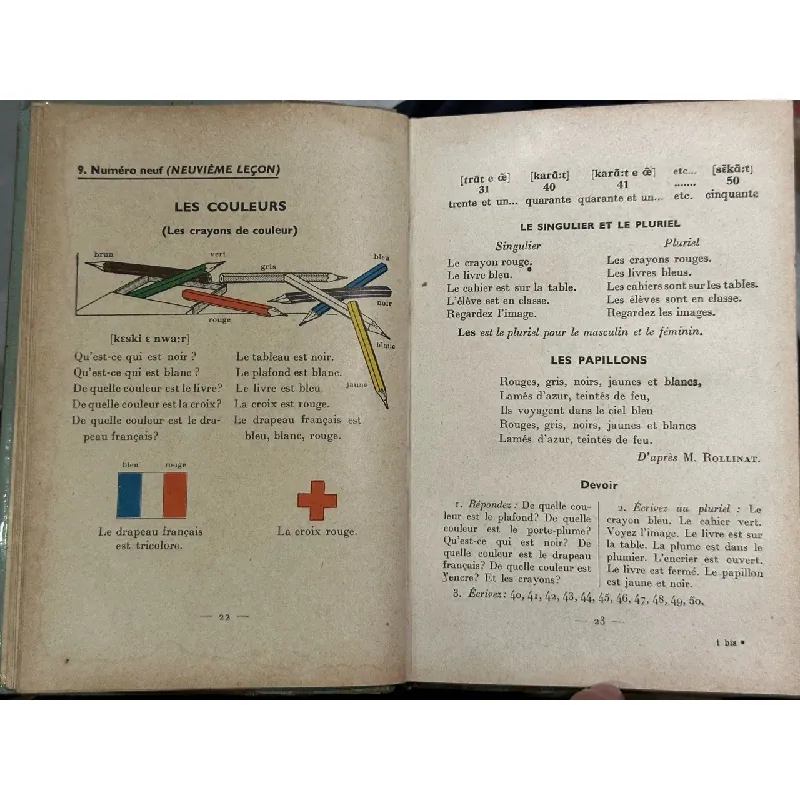 9. Numéro neuf (NEUVIÈME LEÇON)
LES COULEURS
(Les crayons de couleur)
brun
vert
gris
bleu
noir
rouge
blanc
jaune
[kɛski ɛ nwa:r]
Qu'est-ce qui est noir ?
Qu'est-ce qui est blanc ?
De quelle couleur est le livre?
De quelle couleur est la croix?
De quelle couleur est le dra-
peau français?
Le tableau est noir.
Le plafond est blanc.
Le livre est bleu.
La croix est rouge.
Le drapeau français est
bleu, blanc, rouge.
bleu rouge
Le drapeau français
est tricolore.
La croix rouge.
— 22 —
[trãt e œ̃] [karã:t] [karã:t e œ̃] etc... [sɛ̃kã:t]
31 40 41 ....... 50
trente et un... quarante quarante et un... etc. cinquante
LE SINGULIER ET LE PLURIEL
Singulier
Le crayon rouge.
Le livre bleu.
Le cahier est sur la table.
L'élève est en classe.
Regardez l'image.
Pluriel
Les crayons rouges.
Les livres bleus.
Les cahiers sont sur les tables.
Les élèves sont en classe.
Regardez les images.
Les est le pluriel pour le masculin et le féminin.
LES PAPILLONS
Rouges, gris, noirs, jaunes et blancs,
Lamés d'azur, teintés de feu,
Ils voyagent dans le ciel bleu
Rouges, gris, noirs, jaunes et blancs
Lamés d'azur, teintés de feu.
D'après M. ROLLINAT.
Devoir
1. Répondez : De quelle cou-
leur est le plafond? De quelle
couleur est le porte-plume?
Qu'est-ce qui est noir? De
quelle couleur est le drapeau
français? De quelle couleur est
l'encre? Et les crayons?
2. Écrivez au pluriel : Le
crayon bleu. Le cahier vert.
Voyez l'image. Le livre est sur
la table. La plume est dans le
plumier. L'encrier est ouvert.
Le livre est fermé. Le papillon
est jaune et noir.
3. Écrivez : 40, 41, 42, 43, 44, 45, 46, 47, 48, 49, 50.
— 23 —
1 bis *